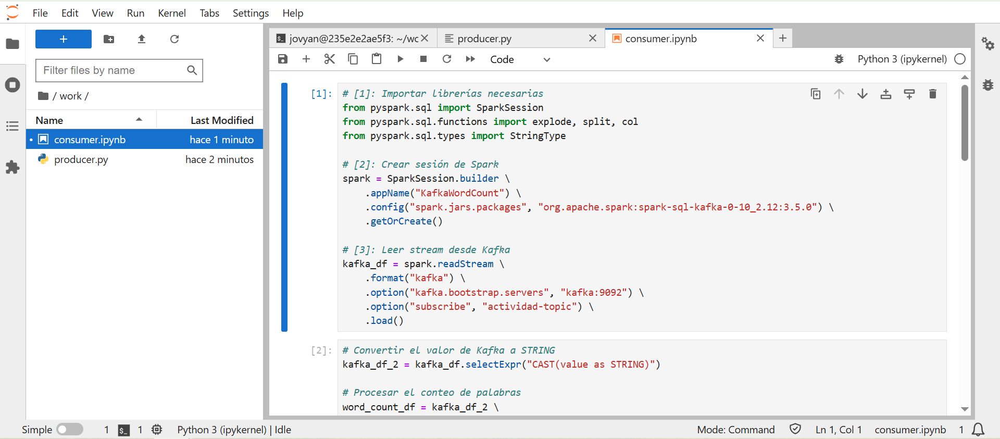 File Edit View Run Kernel Tabs Settings Help
+
Filter files by name
/ work /
Name Last Modified
consumer.ipynb hace 1 minuto
producer.py hace 2 minutos
jovyan@235e2e2ae5f3: ~/wc producer.py consumer.ipynb
Code Python 3 (ipykernel)
[1]: # [1]: Importar librerías necesarias
from pyspark.sql import SparkSession
from pyspark.sql.functions import explode, split, col
from pyspark.sql.types import StringType
# [2]: Crear sesión de Spark
spark = SparkSession.builder \
.appName("KafkaWordCount") \
.config("spark.jars.packages", "org.apache.spark:spark-sql-kafka-0-10_2.12:3.5.0") \
.getOrCreate()
# [3]: Leer stream desde Kafka
kafka_df = spark.readStream \
.format("kafka") \
.option("kafka.bootstrap.servers", "kafka:9092") \
.option("subscribe", "actividad-topic") \
.load()
[2]: # Convertir el valor de Kafka a STRING
kafka_df_2 = kafka_df.selectExpr("CAST(value as STRING)")
# Procesar el conteo de palabras
word_count_df = kafka_df_2 \
Simple 1 $_ 1 Python 3 (ipykernel) | Idle Mode: Command Ln 1, Col 1 consumer.ipynb 1